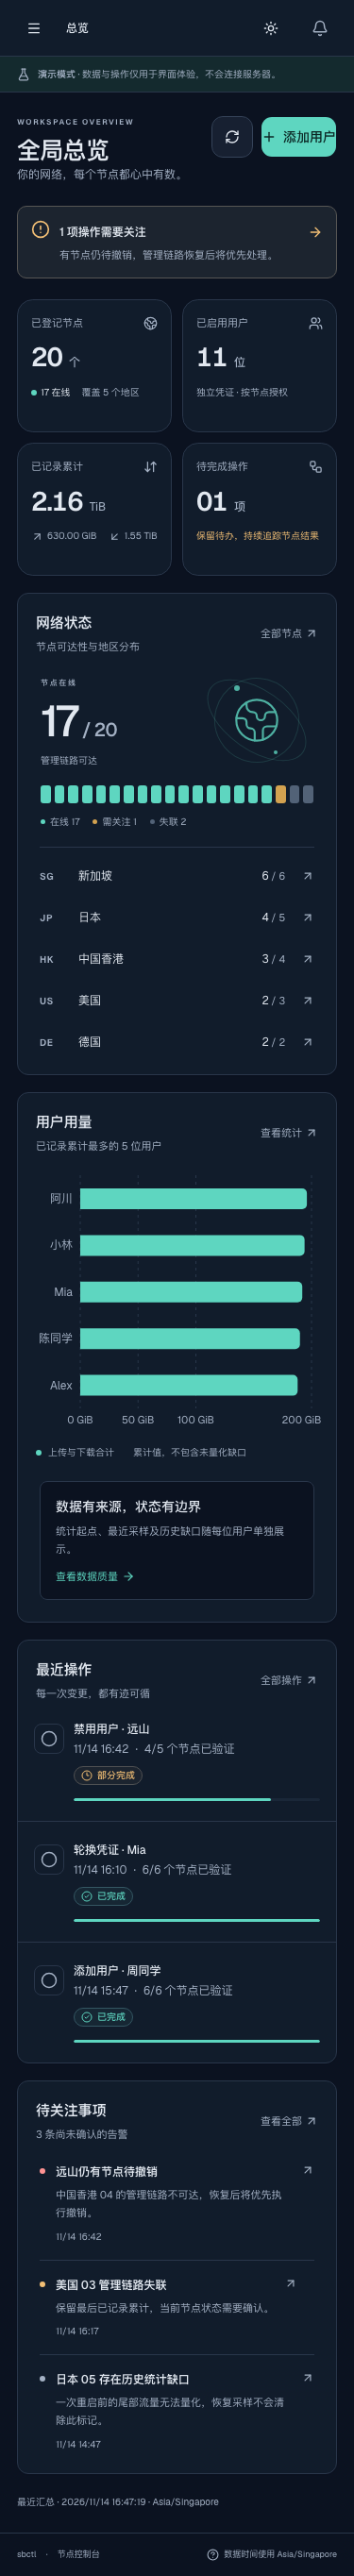 总览
演示模式 · 数据与操作仅用于界面体验，不会连接服务器。
WORKSPACE OVERVIEW
全局总览
你的网络，每个节点都心中有数。
添加用户
1 项操作需要关注
有节点仍待撤销，管理链路恢复后将优先处理。
已登记节点
20 个
17 在线 覆盖 5 个地区
已启用用户
11 位
独立凭证 · 按节点授权
已记录累计
2.16 TiB
630.00 GiB 1.55 TiB
待完成操作
01 项
保留待办，持续追踪节点结果
网络状态
节点可达性与地区分布
全部节点
节点在线
17 / 20
管理链路可达
在线 17 需关注 1 失联 2
SG 新加坡 6 / 6
JP 日本 4 / 5
HK 中国香港 3 / 4
US 美国 2 / 3
DE 德国 2 / 2
用户用量
已记录累计最多的 5 位用户
查看统计
阿川
小林
Mia
陈同学
Alex
0 GiB 50 GiB 100 GiB 200 GiB
上传与下载合计 累计值，不包含未量化缺口
数据有来源，状态有边界
统计起点、最近采样及历史缺口随每位用户单独展
示。
查看数据质量
最近操作
每一次变更，都有迹可循
全部操作
禁用用户 · 远山
11/14 16:42 · 4/5 个节点已验证
部分完成
轮换凭证 · Mia
11/14 16:10 · 6/6 个节点已验证
已完成
添加用户 · 周同学
11/14 15:47 · 6/6 个节点已验证
已完成
待关注事项
3 条尚未确认的告警
查看全部
远山仍有节点待撤销
中国香港 04 的管理链路不可达，恢复后将优先执
行撤销。
11/14 16:42
美国 03 管理链路失联
保留最后已记录累计，当前节点状态需要确认。
11/14 16:17
日本 05 存在历史统计缺口
一次重启前的尾部流量无法量化，恢复采样不会清
除此标记。
11/14 14:47
最近汇总 · 2026/11/14 16:47:19 · Asia/Singapore
sbctl · 节点控制台
数据时间使用 Asia/Singapore